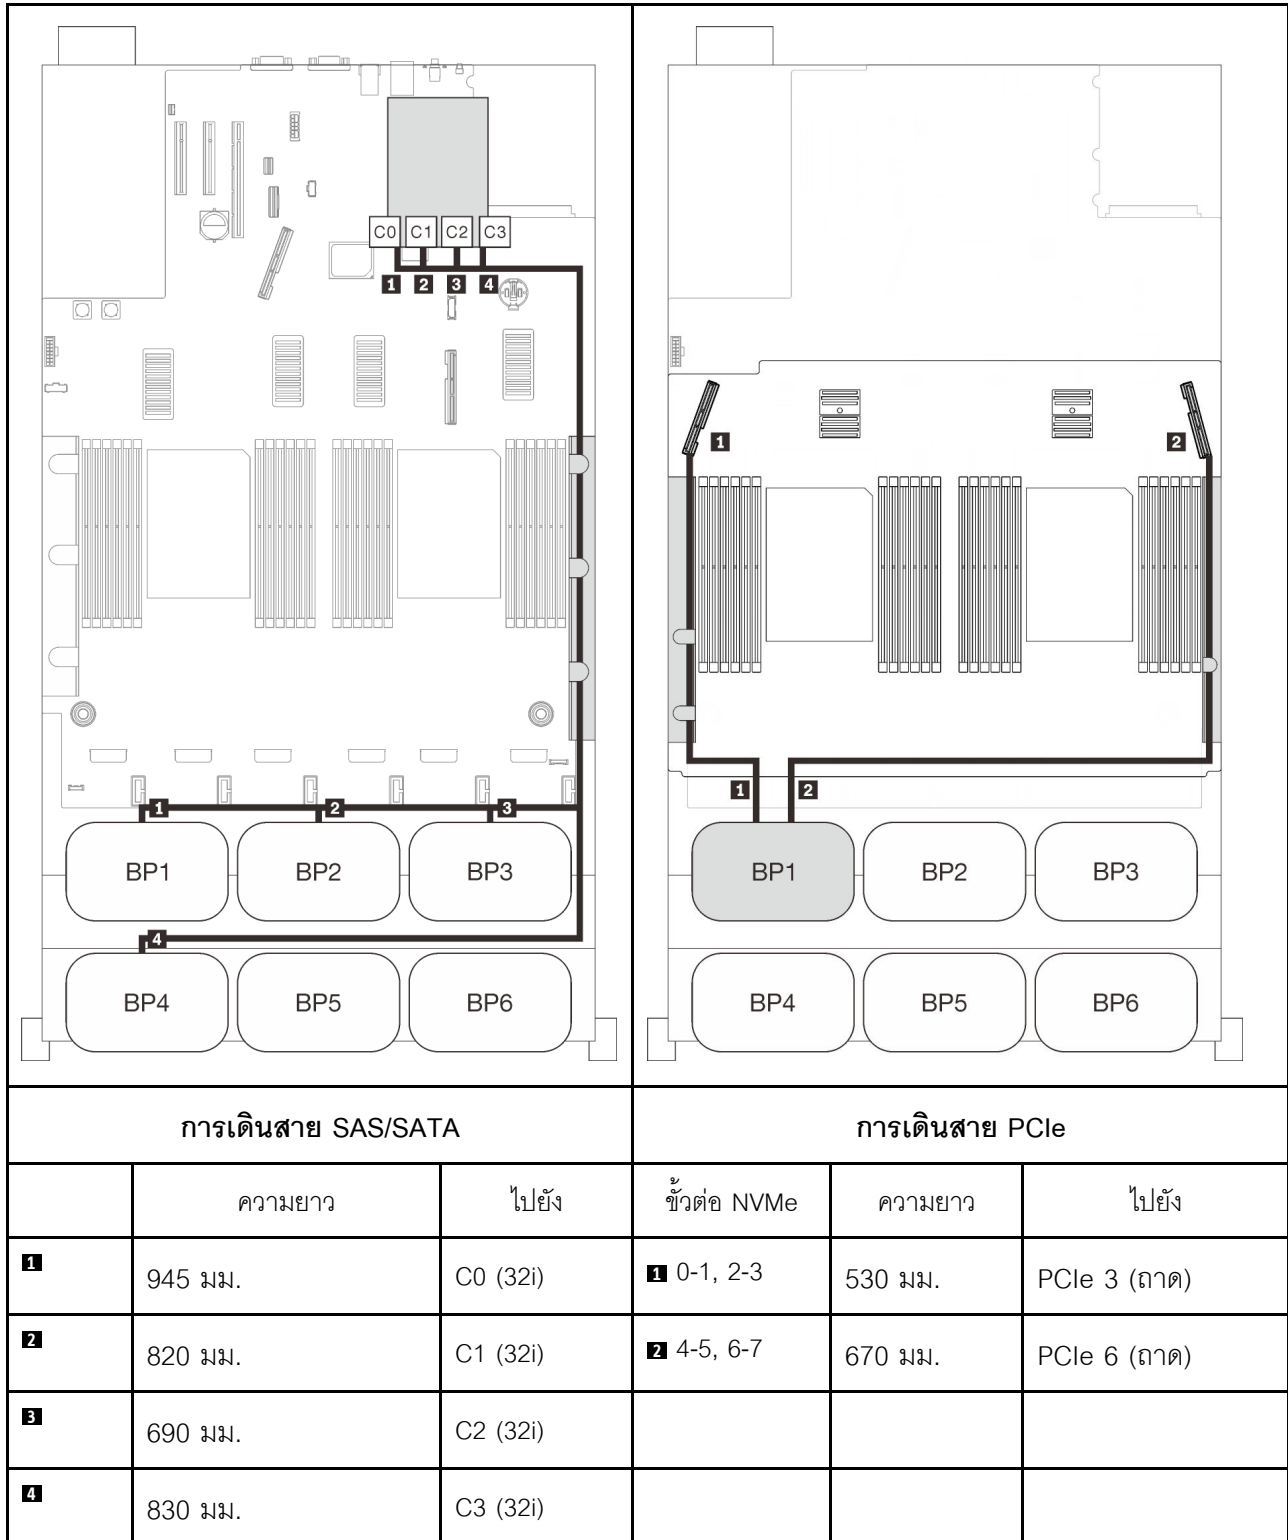 C0 C1 C2 C3
1 2 3 4
1 2 3
BP1 BP2 BP3
4
BP4 BP5 BP6
1 2
1 2
BP1 BP2 BP3
BP4 BP5 BP6
การเดินสาย SAS/SATA การเดินสาย PCIe
ความยาว ไปยัง ขั้วต่อ NVMe ความยาว ไปยัง
1 945 มม. C0 (32i) 1 0-1, 2-3 530 มม. PCIe 3 (ถาด)
2 820 มม. C1 (32i) 2 4-5, 6-7 670 มม. PCIe 6 (ถาด)
3 690 มม. C2 (32i)
4 830 มม. C3 (32i)